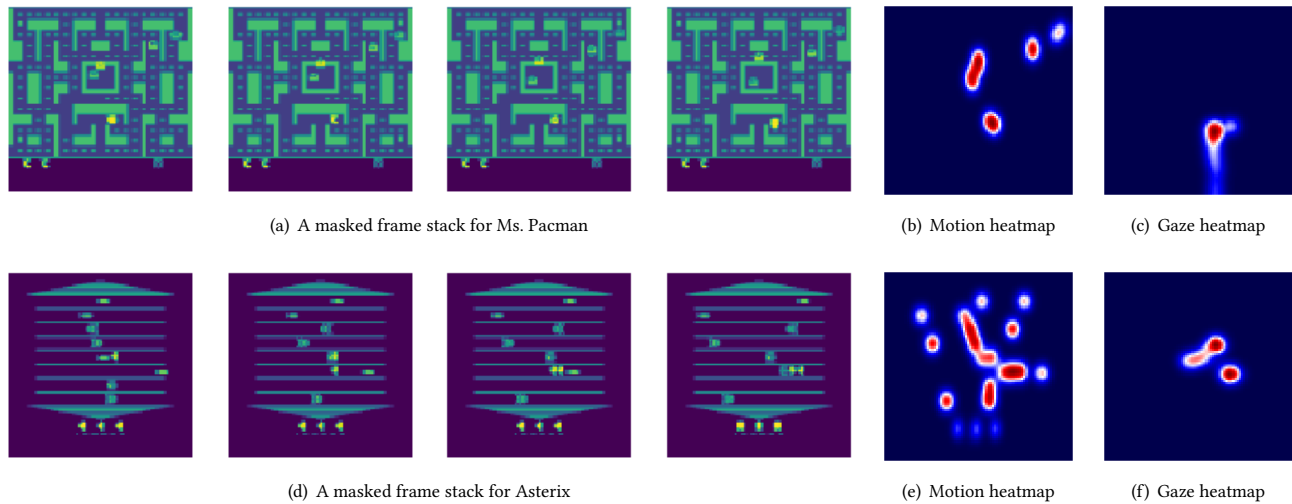 (a) A masked frame stack for Ms. Pacman
(b) Motion heatmap
(c) Gaze heatmap
(d) A masked frame stack for Asterix
(e) Motion heatmap
(f) Gaze heatmap